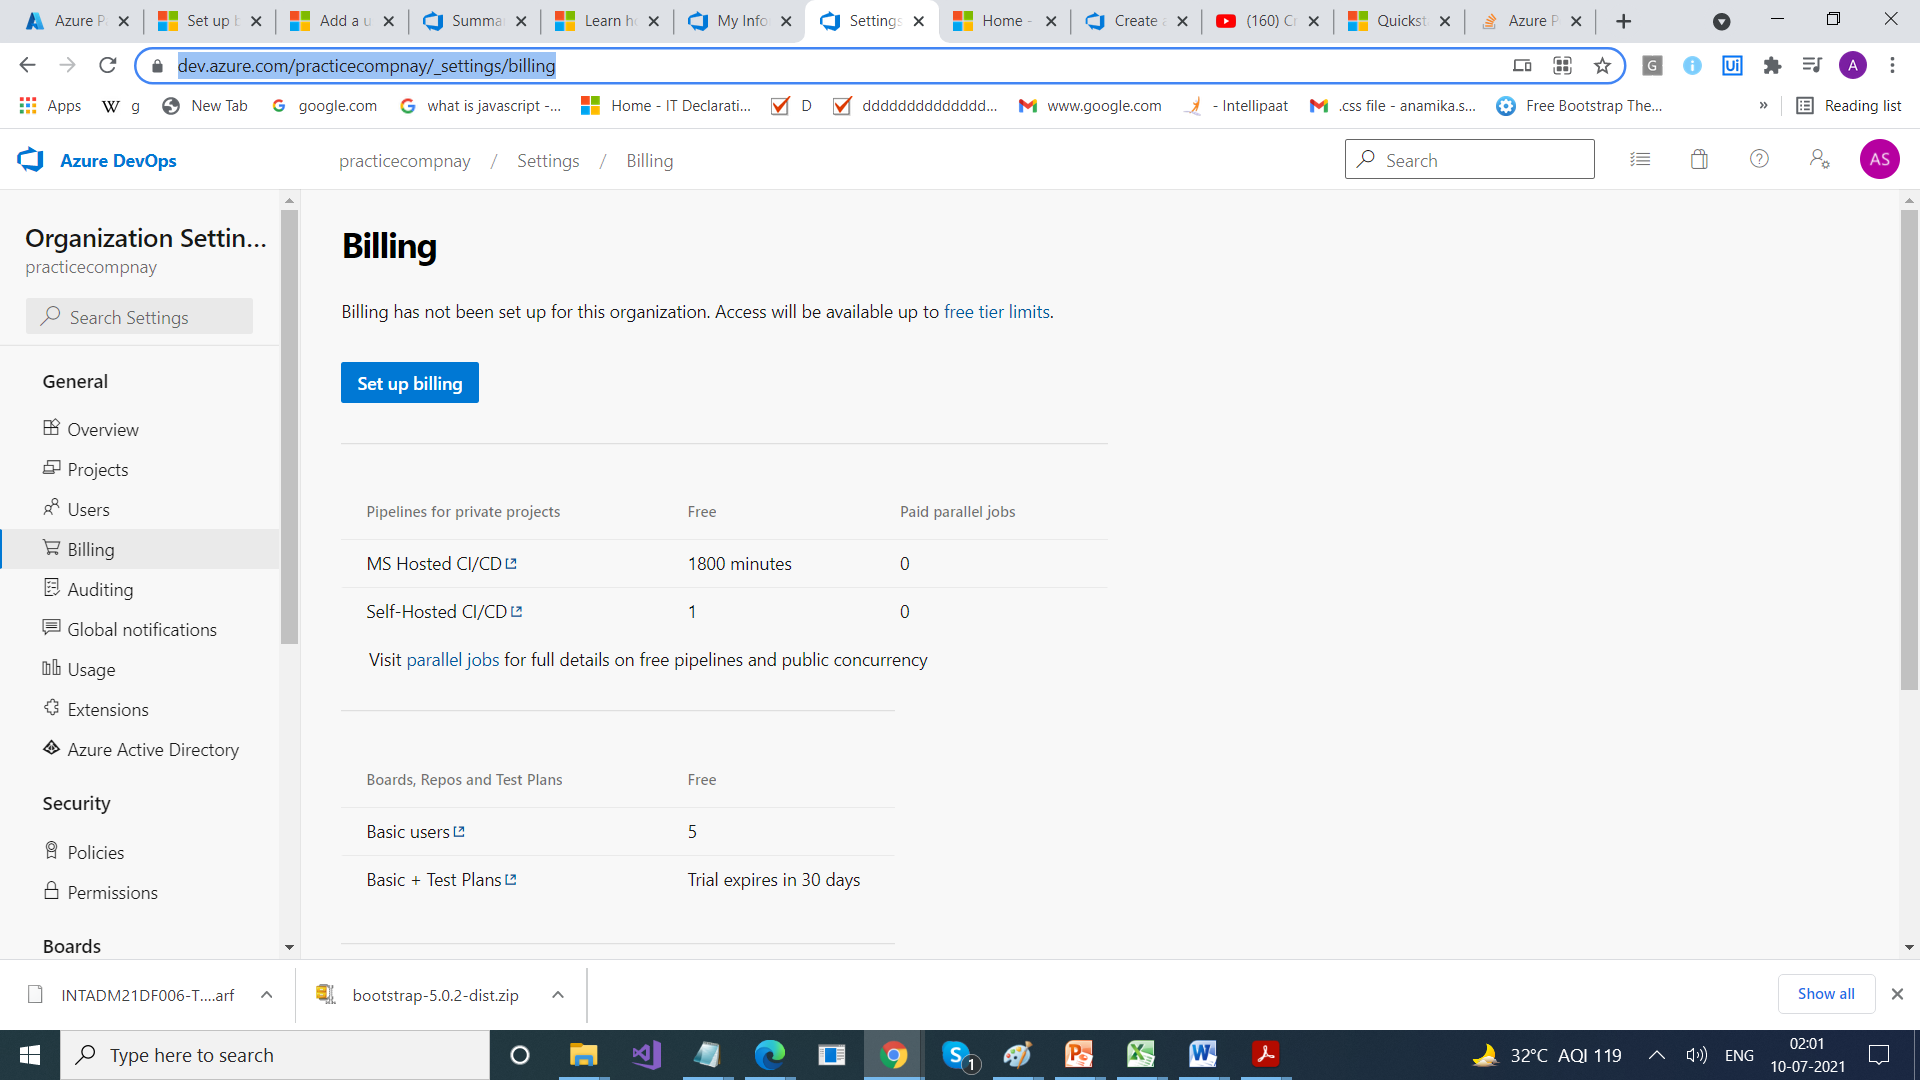 Azure Pa
Set up b
Add a u
Summar
Learn ho
My Info
Settings
Home -
Create a
(160) Cr
Quickst
Azure P
dev.azure.com/practicecompnay/_settings/billing
A
Apps
g
New Tab
google.com
what is javascript -...
Home - IT Declarati...
D
dddddddddddddd...
www.google.com
- Intellipaat
.css file - anamika.s...
Free Bootstrap The...
»
Reading list
Azure DevOps
practicecompnay / Settings / Billing
Search
AS
Organization Settin...
practicecompnay
Search Settings
General
Overview
Projects
Users
Billing
Auditing
Global notifications
Usage
Extensions
Azure Active Directory
Security
Policies
Permissions
Boards
Billing
Billing has not been set up for this organization. Access will be available up to free tier limits.
Set up billing
Pipelines for private projects Free Paid parallel jobs
MS Hosted CI/CD 1800 minutes 0
Self-Hosted CI/CD 1 0
Visit parallel jobs for full details on free pipelines and public concurrency
Boards, Repos and Test Plans Free
Basic users 5
Basic + Test Plans Trial expires in 30 days
INTADM21DF006-T....arf
bootstrap-5.0.2-dist.zip
Show all
Type here to search
1
32°C AQI 119
ENG
02:01
10-07-2021